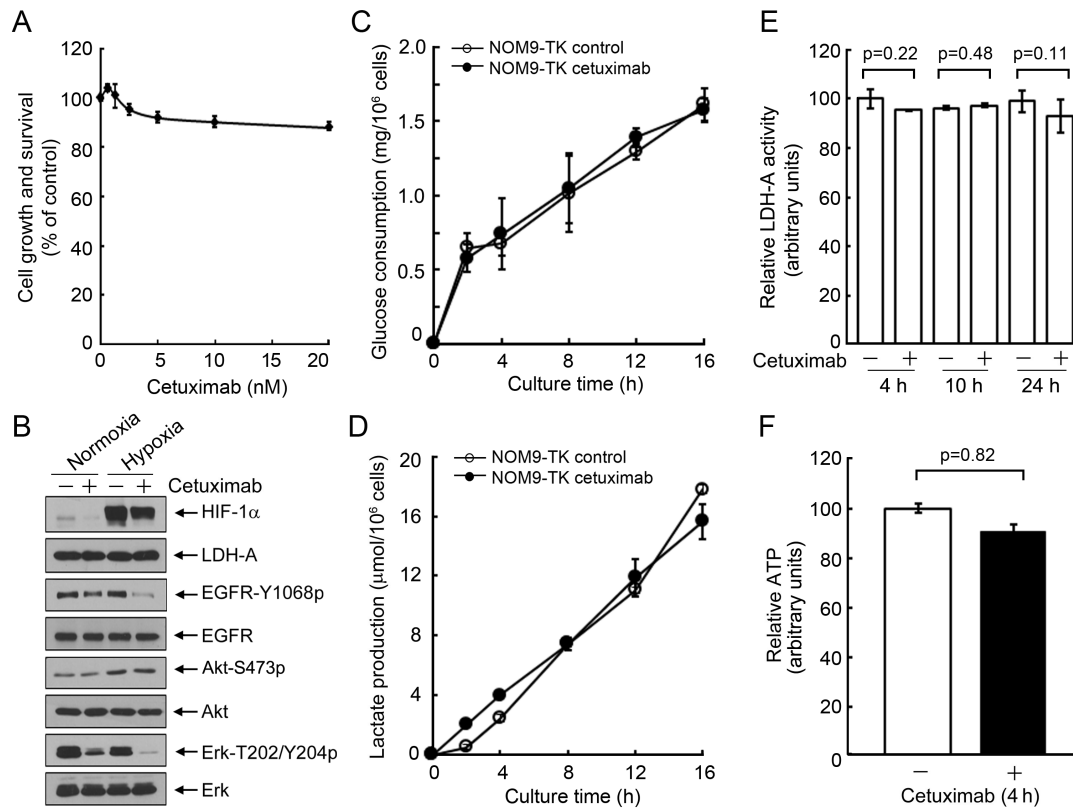 A
120
100
80
60
40
20
0
0
5
10
15
20
Cell growth and survival
(% of control)
Cetuximab (nM)
B
Normoxia
Hypoxia
− + − + Cetuximab
HIF-1α
LDH-A
EGFR-Y1068p
EGFR
Akt-S473p
Akt
Erk-T202/Y204p
Erk
C
NOM9-TK control
NOM9-TK cetuximab
2.0
1.5
1.0
0.5
0
0 4 8 12 16
Glucose consumption (mg/10⁶ cells)
Culture time (h)
D
NOM9-TK control
NOM9-TK cetuximab
20
16
12
8
4
0
0 4 8 12 16
Lactate production (μmol/10⁶ cells)
Culture time (h)
E
p=0.22 p=0.48 p=0.11
120
100
80
60
40
20
0
Relative LDH-A activity
(arbitrary units)
Cetuximab − + − + − +
4 h 10 h 24 h
F
p=0.82
120
100
80
60
40
20
0
Relative ATP
(arbitrary units)
− +
Cetuximab (4 h)